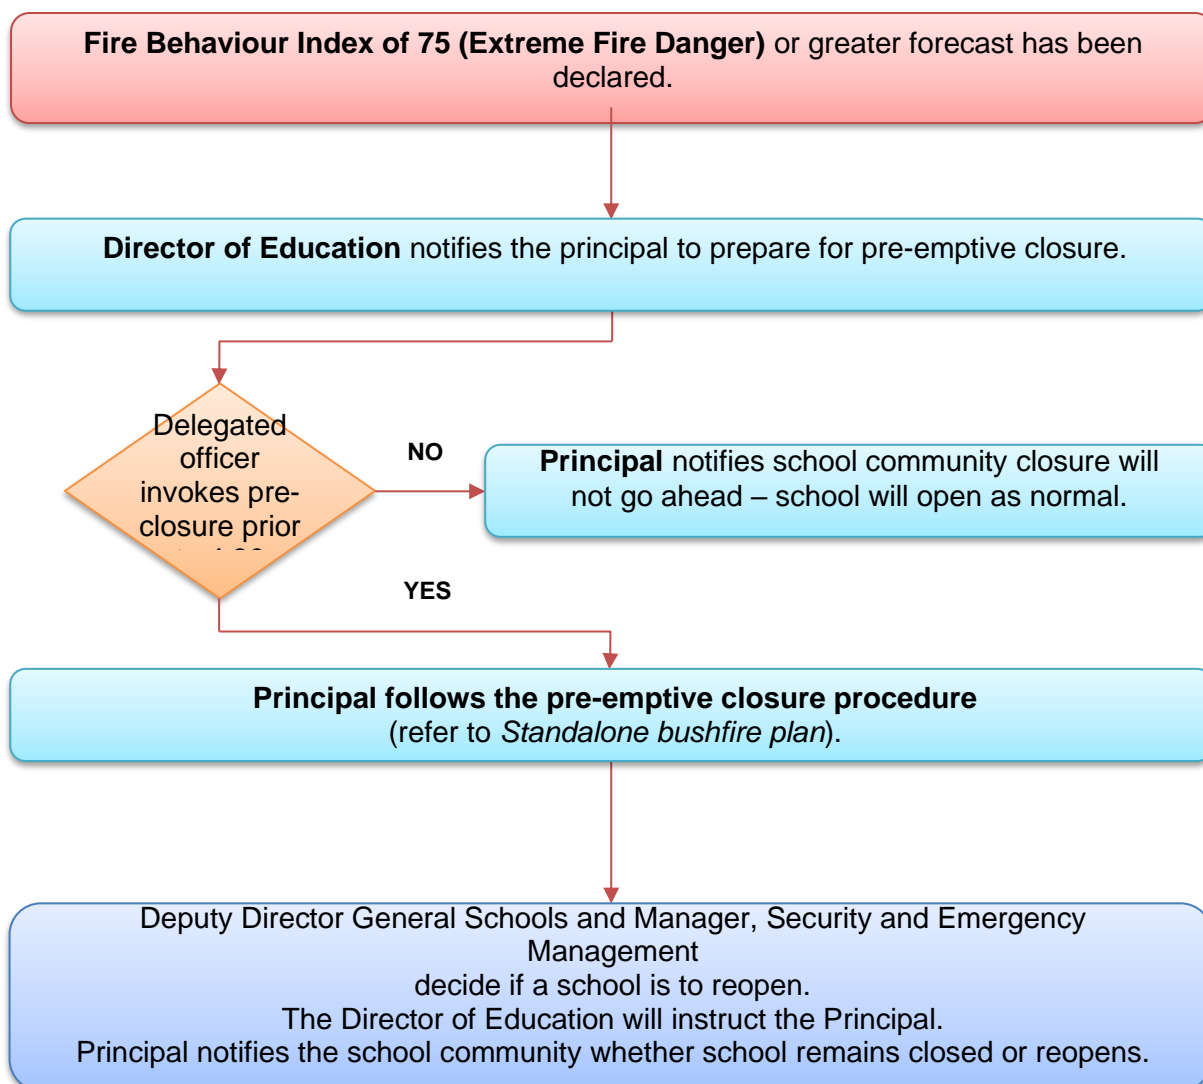 Fire Behaviour Index of 75 (Extreme Fire Danger) or greater forecast has been
declared.
Director of Education notifies the principal to prepare for pre-emptive closure.
Delegated
officer
invokes pre-
closure prior
NO
Principal notifies school community closure will
not go ahead – school will open as normal.
YES
Principal follows the pre-emptive closure procedure
(refer to Standalone bushfire plan).
Deputy Director General Schools and Manager, Security and Emergency
Management
decide if a school is to reopen.
The Director of Education will instruct the Principal.
Principal notifies the school community whether school remains closed or reopens.